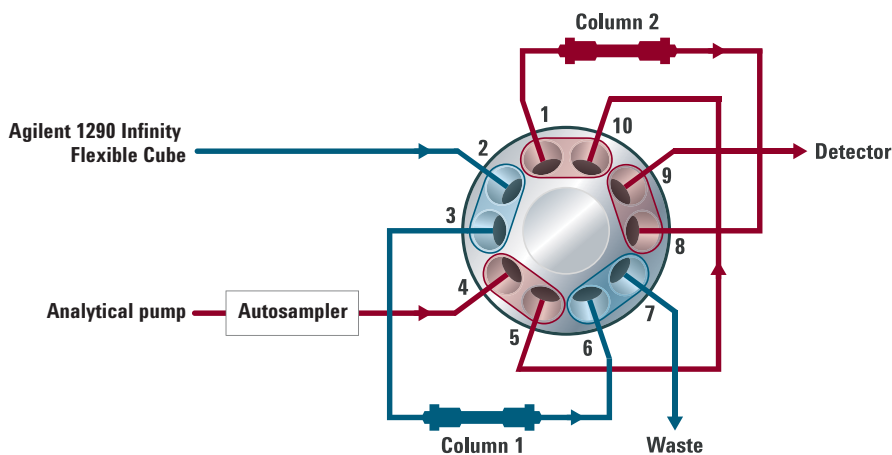 Column 2
1
10
Agilent 1290 Infinity
Flexible Cube
2
9
Detector
3
8
4
7
Analytical pump
Autosampler
5
6
Column 1
Waste